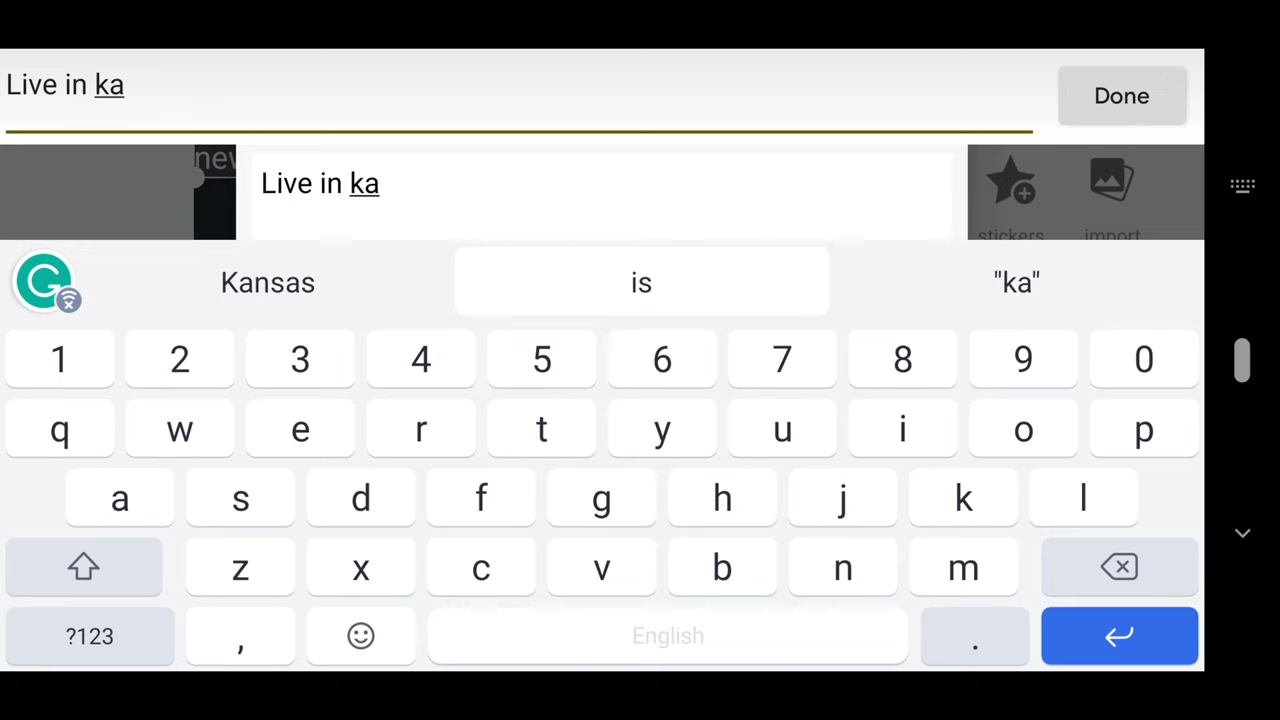 Live in ka
Done
new
Live in ka
stickers
import
Kansas
is
"ka"
1 2 3 4 5 6 7 8 9 0
q w e r t y u i o p
a s d f g h j k l
z x c v b n m
?123 , English .